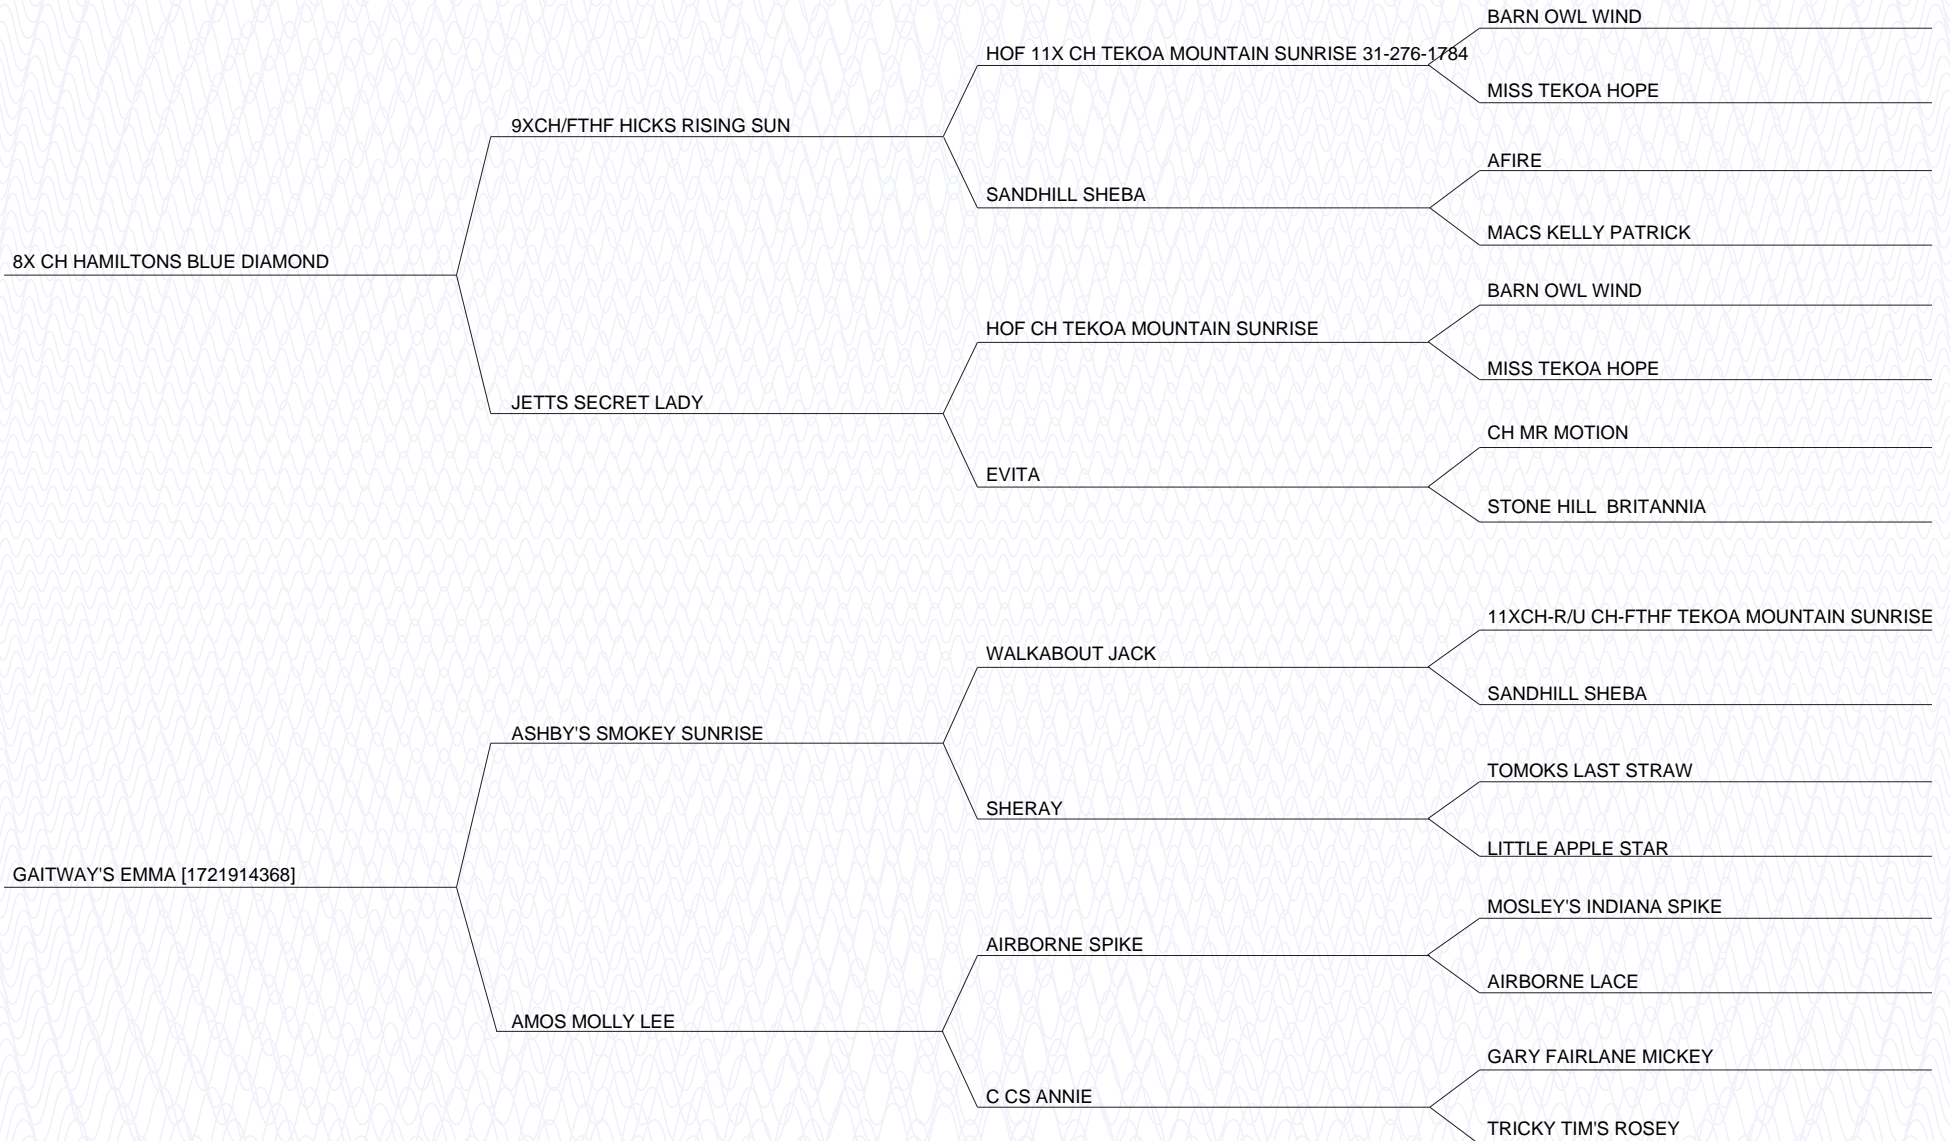 BARN OWL WIND
HOF 11X CH TEKOA MOUNTAIN SUNRISE 31-276-1784
MISS TEKOA HOPE
9XCH/FTHF HICKS RISING SUN
AFIRE
SANDHILL SHEBA
MACS KELLY PATRICK
8X CH HAMILTONS BLUE DIAMOND
BARN OWL WIND
HOF CH TEKOA MOUNTAIN SUNRISE
MISS TEKOA HOPE
JETTS SECRET LADY
CH MR MOTION
EVITA
STONE HILL  BRITANNIA
11XCH-R/U CH-FTHF TEKOA MOUNTAIN SUNRISE
WALKABOUT JACK
SANDHILL SHEBA
ASHBY'S SMOKEY SUNRISE
TOMOKS LAST STRAW
SHERAY
LITTLE APPLE STAR
GAITWAY'S EMMA [1721914368]
MOSLEY'S INDIANA SPIKE
AIRBORNE SPIKE
AIRBORNE LACE
AMOS MOLLY LEE
GARY FAIRLANE MICKEY
C CS ANNIE
TRICKY TIM'S ROSEY